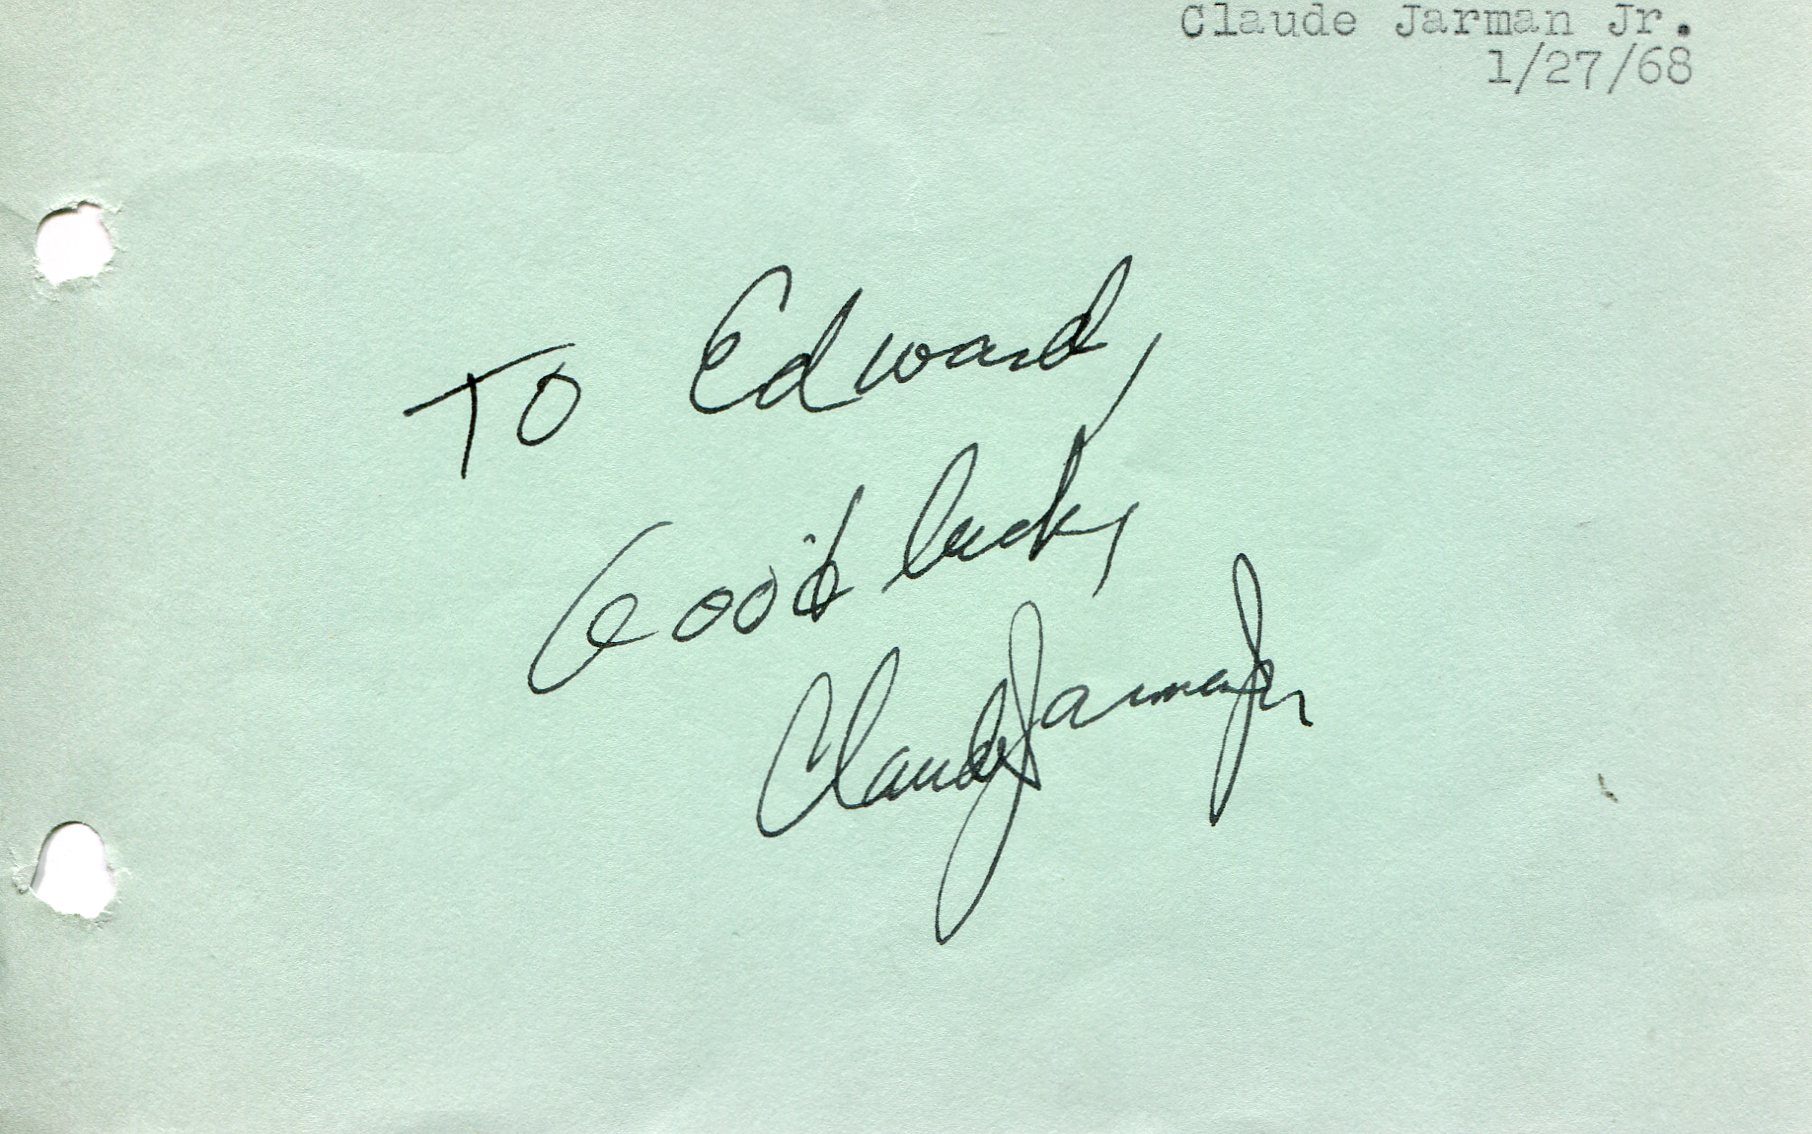 Claude Jarman Jr.
1/27/68
To Edward,
Good luck,
Claude Jarman Jr